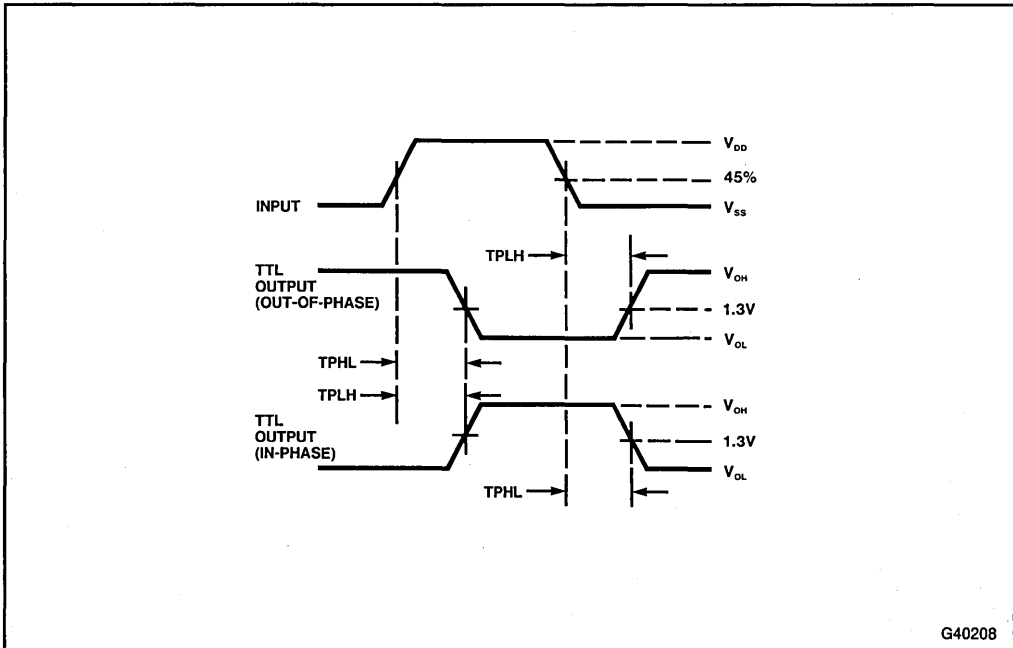 V_DD
45%
INPUT
V_SS
TPLH
TTL
OUTPUT
(OUT-OF-PHASE)
V_OH
1.3V
V_OL
TPHL
TPLH
V_OH
TTL
OUTPUT
(IN-PHASE)
1.3V
V_OL
TPHL
G40208